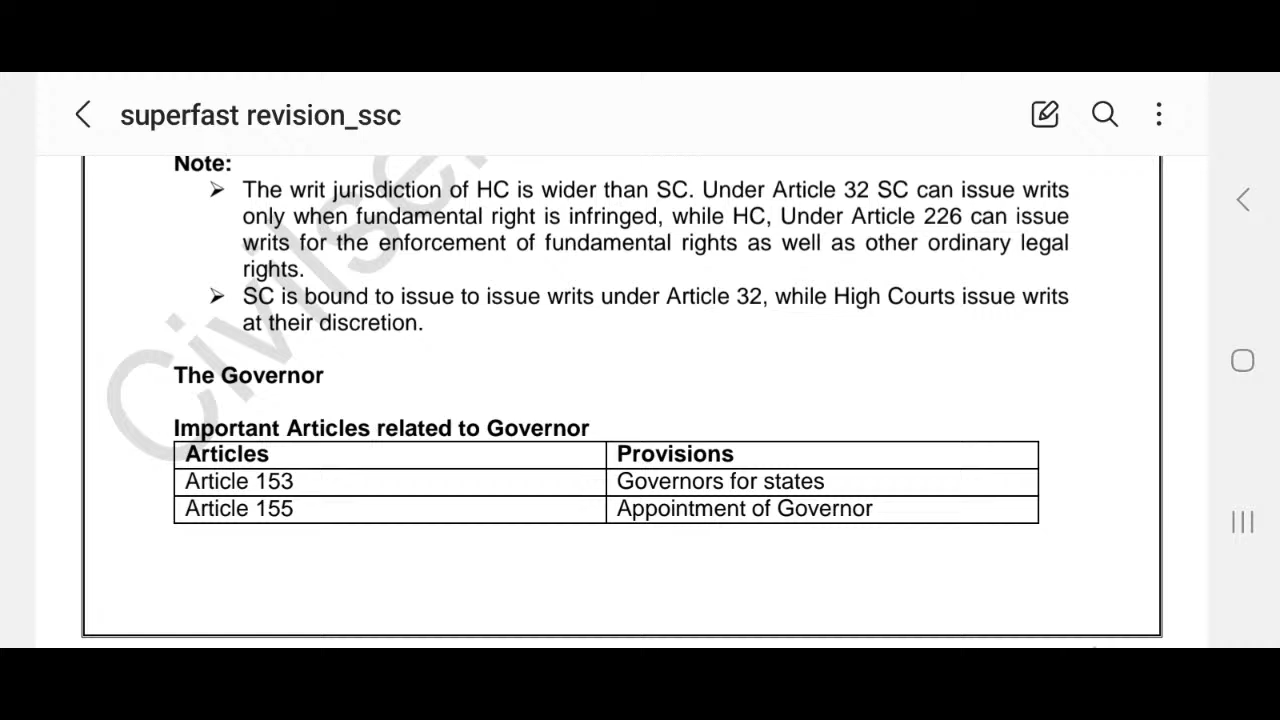 superfast revision_ssc
Note:
➢ The writ jurisdiction of HC is wider than SC. Under Article 32 SC can issue writs
only when fundamental right is infringed, while HC, Under Article 226 can issue
writs for the enforcement of fundamental rights as well as other ordinary legal
rights.
➢ SC is bound to issue to issue writs under Article 32, while High Courts issue writs
at their discretion.
The Governor
Important Articles related to Governor
Articles Provisions
Article 153 Governors for states
Article 155 Appointment of Governor